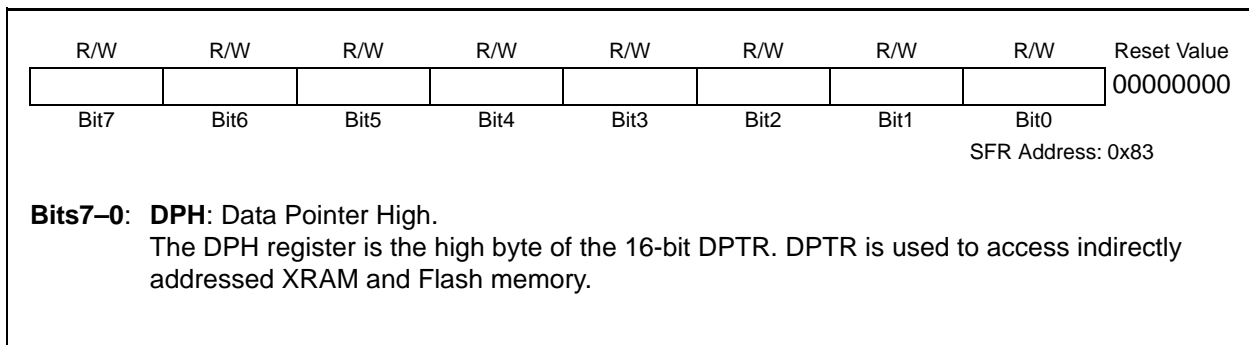 R/W R/W R/W R/W R/W R/W R/W R/W Reset Value
00000000
Bit7 Bit6 Bit5 Bit4 Bit3 Bit2 Bit1 Bit0
SFR Address: 0x83
Bits7–0: DPH: Data Pointer High.
The DPH register is the high byte of the 16-bit DPTR. DPTR is used to access indirectly
addressed XRAM and Flash memory.